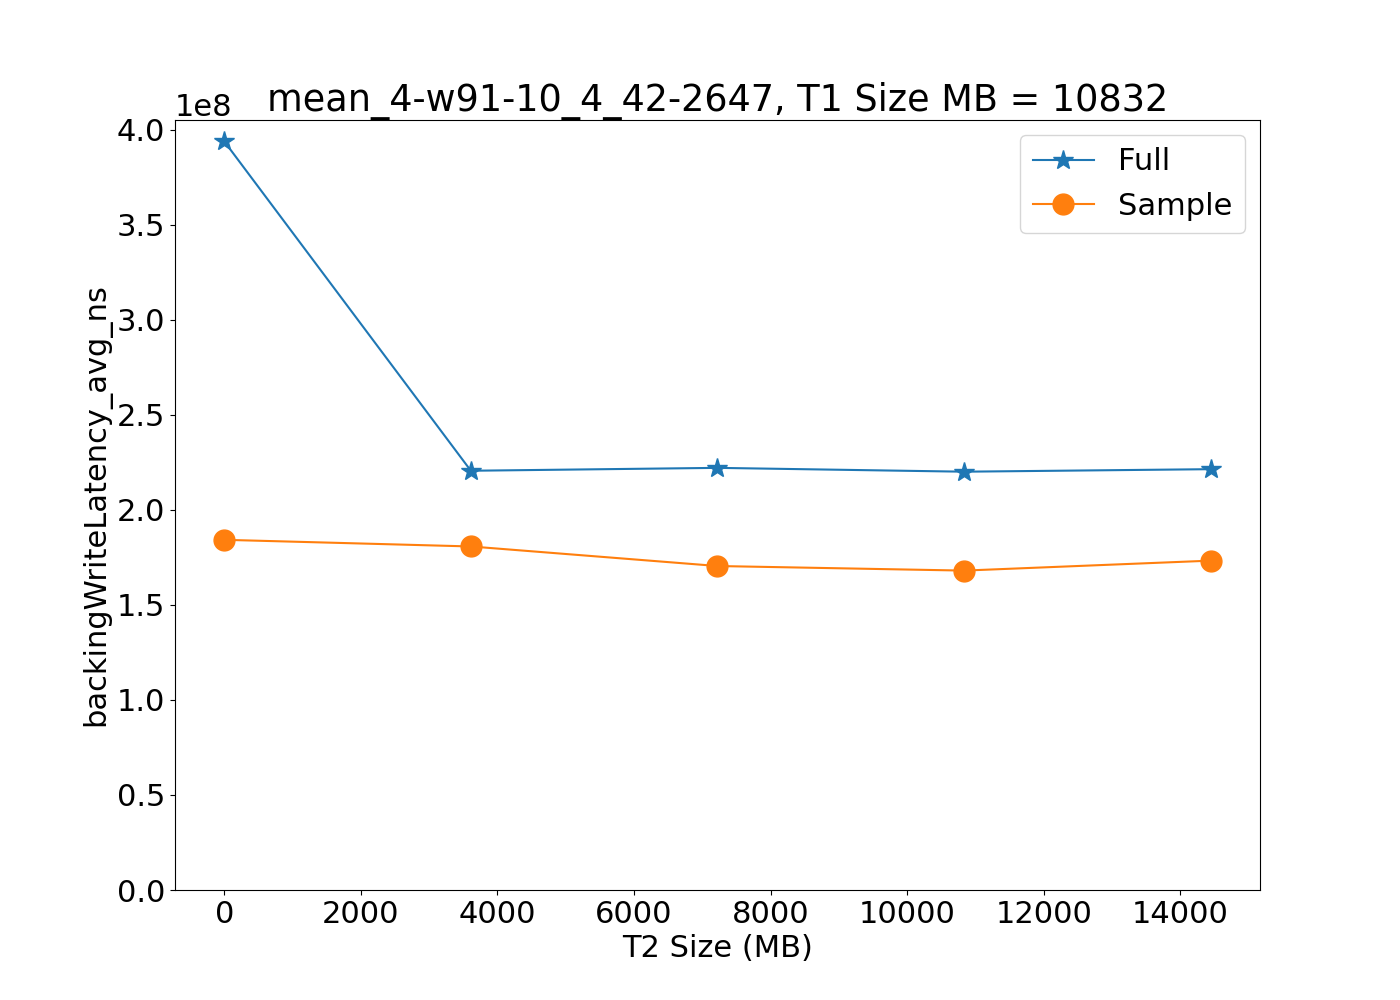 1e8
mean_4-w91-10_4_42-2647, T1 Size MB = 10832
Full
Sample
backingWriteLatency_avg_ns
4.0
3.5
3.0
2.5
2.0
1.5
1.0
0.5
0.0
0 2000 4000 6000 8000 10000 12000 14000
T2 Size (MB)